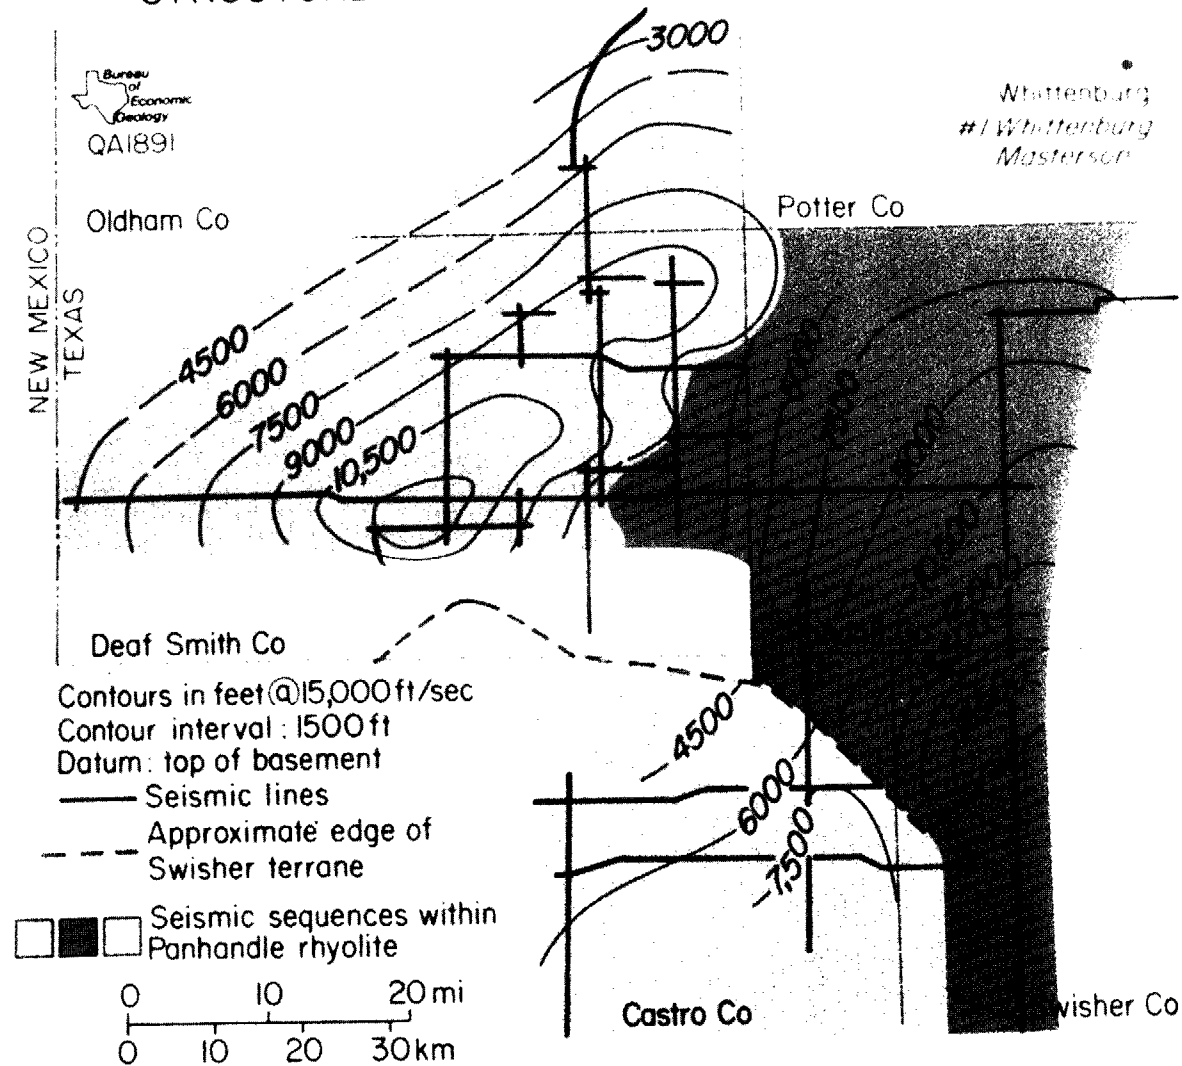 3000
Bureau
of
Economic
Geology
QA1891
Whittenburg
#1 Whittenburg
Masterson
Oldham Co
Potter Co
NEW MEXICO
TEXAS
4500
6000
7500
9000
10,500
7500
9000
Deaf Smith Co
Contours in feet @ 15,000 ft/sec
Contour interval : 1500 ft
Datum : top of basement
Seismic lines
Approximate edge of
Swisher terrane
Seismic sequences within
Panhandle rhyolite
4500
6000
7,500
0 10 20 mi
0 10 20 30 km
Castro Co
wisher Co